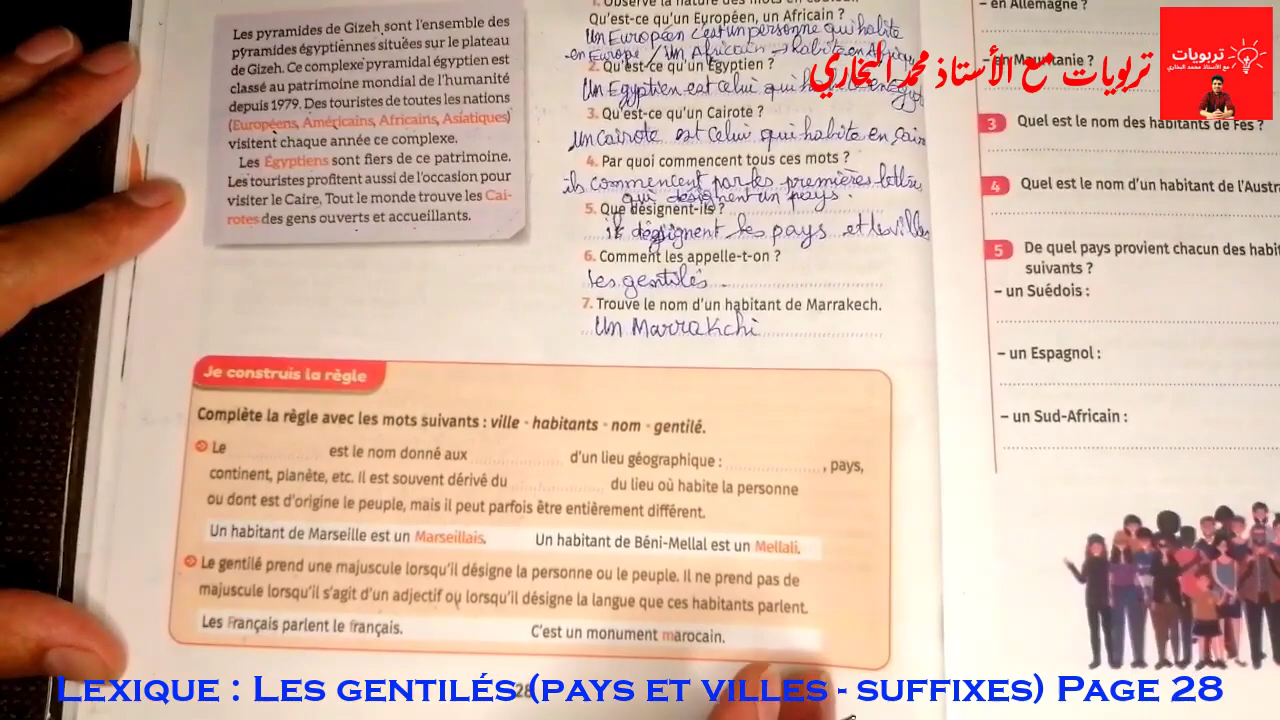 Les pyramides de Gizeh sont l'ensemble des
pyramides égyptiennes situées sur le plateau
de Gizeh. Ce complexe pyramidal égyptien est
classé au patrimoine mondial de l'humanité
depuis 1979. Des touristes de toutes les nations
(Européens, Américains, Africains, Asiatiques)
visitent chaque année ce complexe.
Les Égyptiens sont fiers de ce patrimoine.
Les touristes profitent aussi de l'occasion pour
visiter le Caire, Tout le monde trouve les Cai-
rotes des gens ouverts et accueillants.
Qu'est-ce qu'un Européen, un Africain ?
Un Européen c'est un personne qui habite
en Europe / Un Africain → habite en Afrique
2. Qu'est-ce qu'un Égyptien ?
Un Egyptien est celui qui
3. Qu'est-ce qu'un Cairote ?
Un Cairote est celui qui habite en Cair
4. Par quoi commencent tous ces mots ?
ils commencent par les premières lettres
qui désignent un pays.
5. Que désignent-ils ?
désignent les pays et les villes
6. Comment les appelle-t-on ?
Les gentilés.
7. Trouve le nom d'un habitant de Marrakech.
Un Marrakchi
Je construis la règle
Complète la règle avec les mots suivants : ville - habitants - nom - gentilé.
Le ............ est le nom donné aux ............ d'un lieu géographique : ............, pays,
continent, planète, etc. Il est souvent dérivé du ............ du lieu où habite la personne
ou dont est d'origine le peuple, mais il peut parfois être entièrement différent.
Un habitant de Marseille est un Marseillais. Un habitant de Béni-Mellal est un Mellali.
Le gentilé prend une majuscule lorsqu'il désigne la personne ou le peuple. Il ne prend pas de
majuscule lorsqu'il s'agit d'un adjectif ou lorsqu'il désigne la langue que ces habitants parlent.
Les Français parlent le français. C'est un monument marocain.
28
– en Allemagne ?
– en Mauritanie ?
3 Quel est le nom des habitants de Fès ?
4 Quel est le nom d'un habitant de l'Austr
5 De quel pays provient chacun des habit
suivants ?
– un Suédois :
– un Espagnol :
– un Sud-Africain :
تربويات مع الأستاذ محمد البخاري
تربويات
مع الأستاذ محمد البخاري
Lexique : Les gentilés (pays et villes - suffixes) Page 28